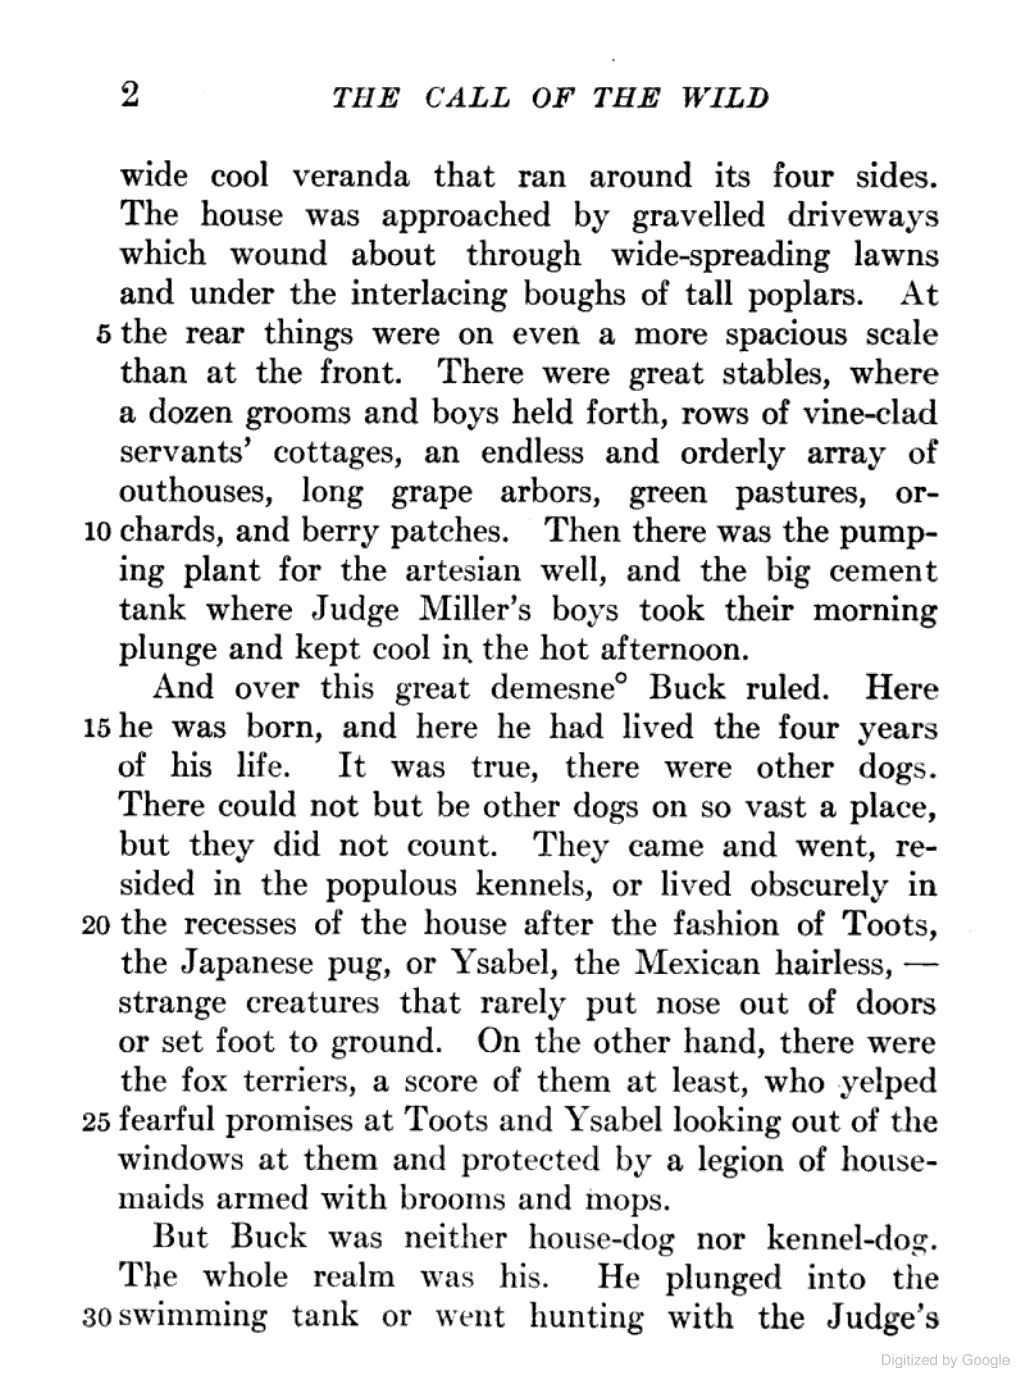 2 THE CALL OF THE WILD
wide cool veranda that ran around its four sides.
The house was approached by gravelled driveways
which wound about through wide-spreading lawns
and under the interlacing boughs of tall poplars. At
5 the rear things were on even a more spacious scale
than at the front. There were great stables, where
a dozen grooms and boys held forth, rows of vine-clad
servants’ cottages, an endless and orderly array of
outhouses, long grape arbors, green pastures, or-
10 chards, and berry patches. Then there was the pump-
ing plant for the artesian well, and the big cement
tank where Judge Miller’s boys took their morning
plunge and kept cool in the hot afternoon.
And over this great demesne° Buck ruled. Here
15 he was born, and here he had lived the four years
of his life. It was true, there were other dogs.
There could not but be other dogs on so vast a place,
but they did not count. They came and went, re-
sided in the populous kennels, or lived obscurely in
20 the recesses of the house after the fashion of Toots,
the Japanese pug, or Ysabel, the Mexican hairless, —
strange creatures that rarely put nose out of doors
or set foot to ground. On the other hand, there were
the fox terriers, a score of them at least, who yelped
25 fearful promises at Toots and Ysabel looking out of the
windows at them and protected by a legion of house-
maids armed with brooms and mops.
But Buck was neither house-dog nor kennel-dog.
The whole realm was his. He plunged into the
30 swimming tank or went hunting with the Judge’s
Digitized by Google